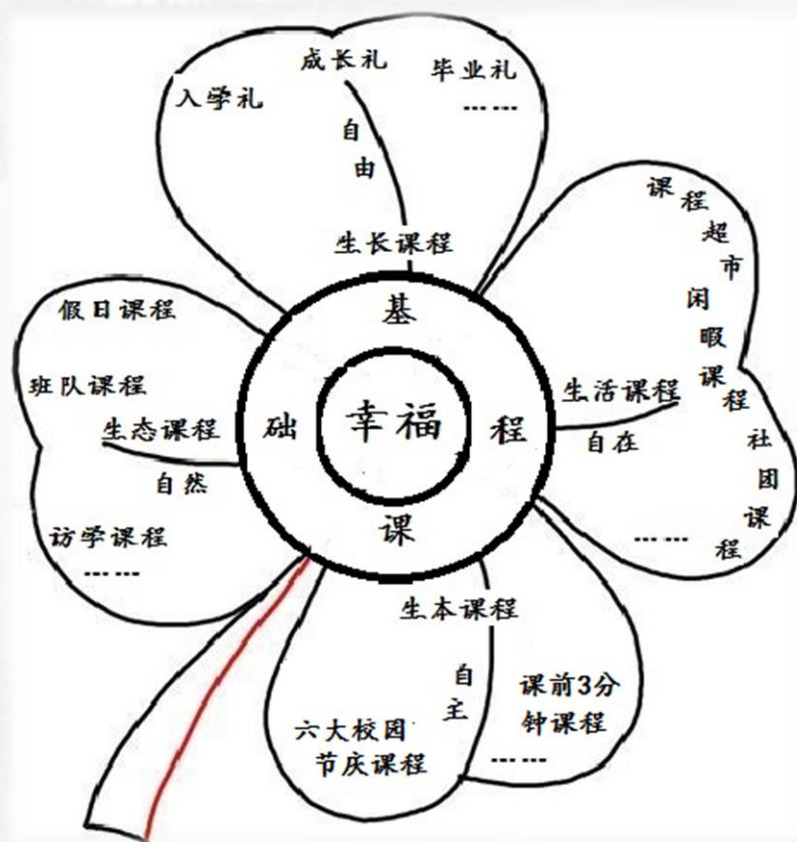 成长礼
入学礼
毕业礼
……
自由
生长课程
课程超市
闲暇课程
社团课程
……
生活课程
自在
假日课程
班队课程
生态课程
自然
访学课程
……
基础课程
幸福
生本课程
自主
六大校园
节庆课程
课前3分
钟课程
……